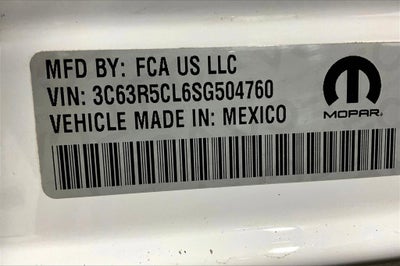 MFD BY: FCA US LLC
VIN: 3C63R5CL6SG504760
VEHICLE MADE IN: MEXICO
MOPAR